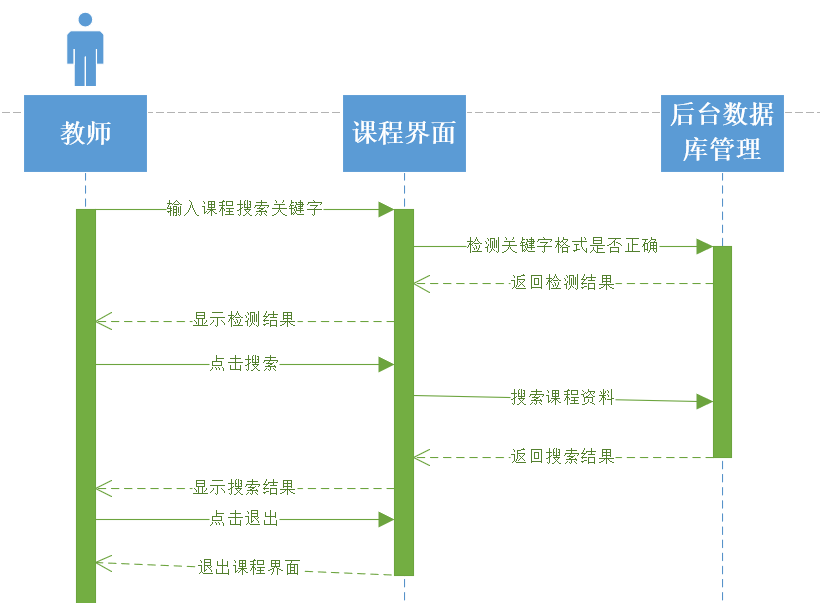 教师
课程界面
后台数据
库管理
输入课程搜索关键字
检测关键字格式是否正确
返回检测结果
显示检测结果
点击搜索
搜索课程资料
返回搜索结果
显示搜索结果
点击退出
退出课程界面